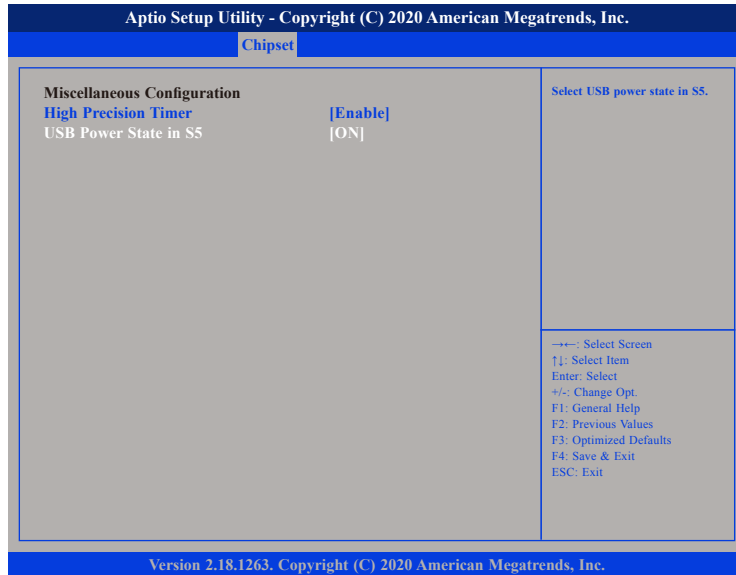 Aptio Setup Utility - Copyright (C) 2020 American Megatrends, Inc.
Chipset
Miscellaneous Configuration
High Precision Timer [Enable]
USB Power State in S5 [ON]
Select USB power state in S5.
→←: Select Screen
↑↓: Select Item
Enter: Select
+/-: Change Opt.
F1: General Help
F2: Previous Values
F3: Optimized Defaults
F4: Save & Exit
ESC: Exit
Version 2.18.1263. Copyright (C) 2020 American Megatrends, Inc.